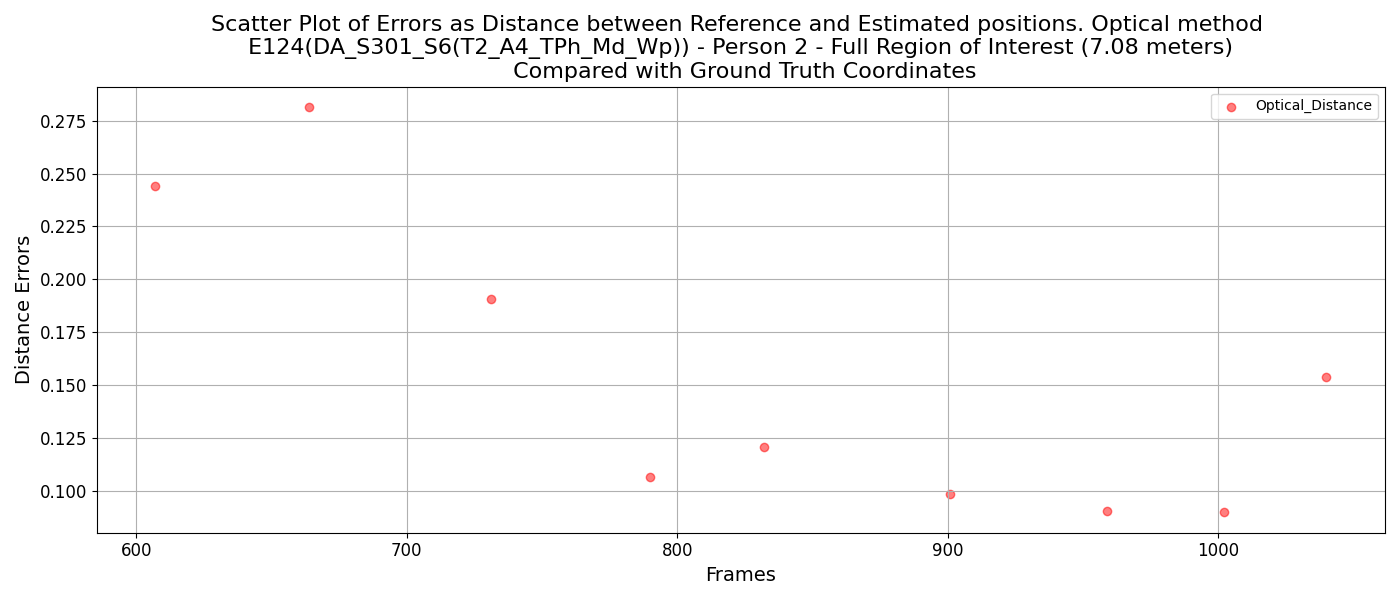 Scatter Plot of Errors as Distance between Reference and Estimated positions. Optical method
E124(DA_S301_S6(T2_A4_TPh_Md_Wp)) - Person 2 - Full Region of Interest (7.08 meters)
Compared with Ground Truth Coordinates
Optical_Distance
0.275
0.250
0.225
0.200
0.175
0.150
0.125
0.100
Distance Errors
600 700 800 900 1000
Frames